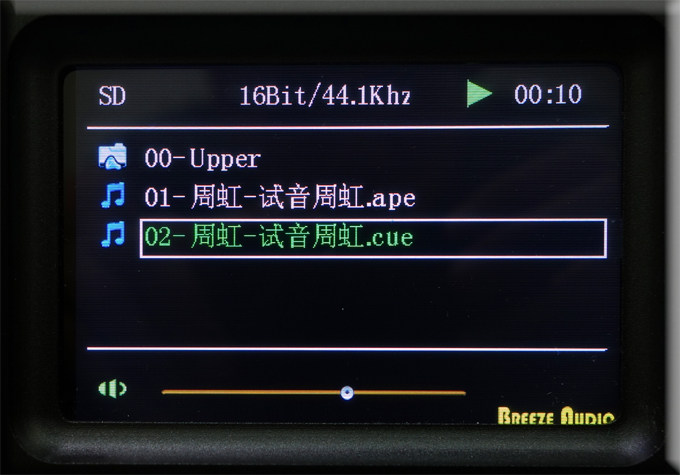 SD 16Bit/44.1Khz 00:10
00-Upper
01-周虹-试音周虹.ape
02-周虹-试音周虹.cue
BREEZE AUDIO